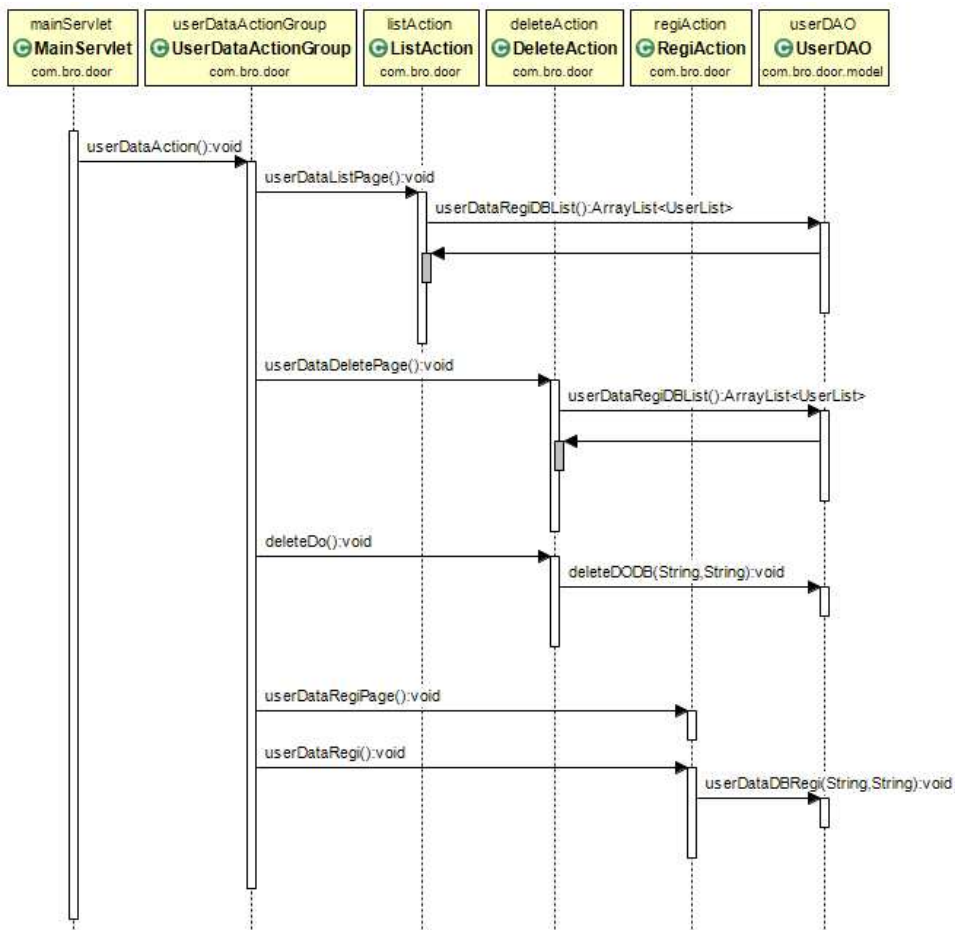 mainServlet
MainServlet
com.bro.door
userDataActionGroup
UserDataActionGroup
com.bro.door
listAction
ListAction
com.bro.door
deleteAction
DeleteAction
com.bro.door
regiAction
RegiAction
com.bro.door
userDAO
UserDAO
com.bro.door.model
userDataAction():void
userDataListPage():void
userDataRegiDBList():ArrayList<UserList>
userDataDeletePage():void
userDataRegiDBList():ArrayList<UserList>
deleteDo():void
deleteDODB(String,String):void
userDataRegiPage():void
userDataRegi():void
userDataDBRegi(String,String):void